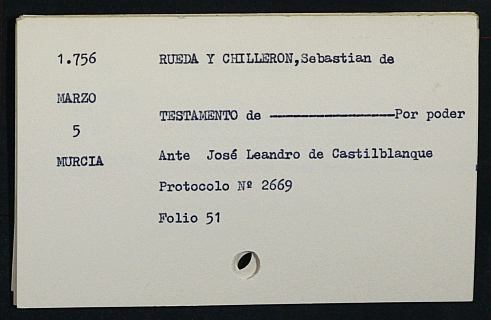 1.756 RUEDA Y CHILLERON,Sebastian de
MARZO
TESTAMENTO de ------------------Por poder
5
MURCIA Ante José Leandro de Castilblanque
Protocolo Nº 2669
Folio 51